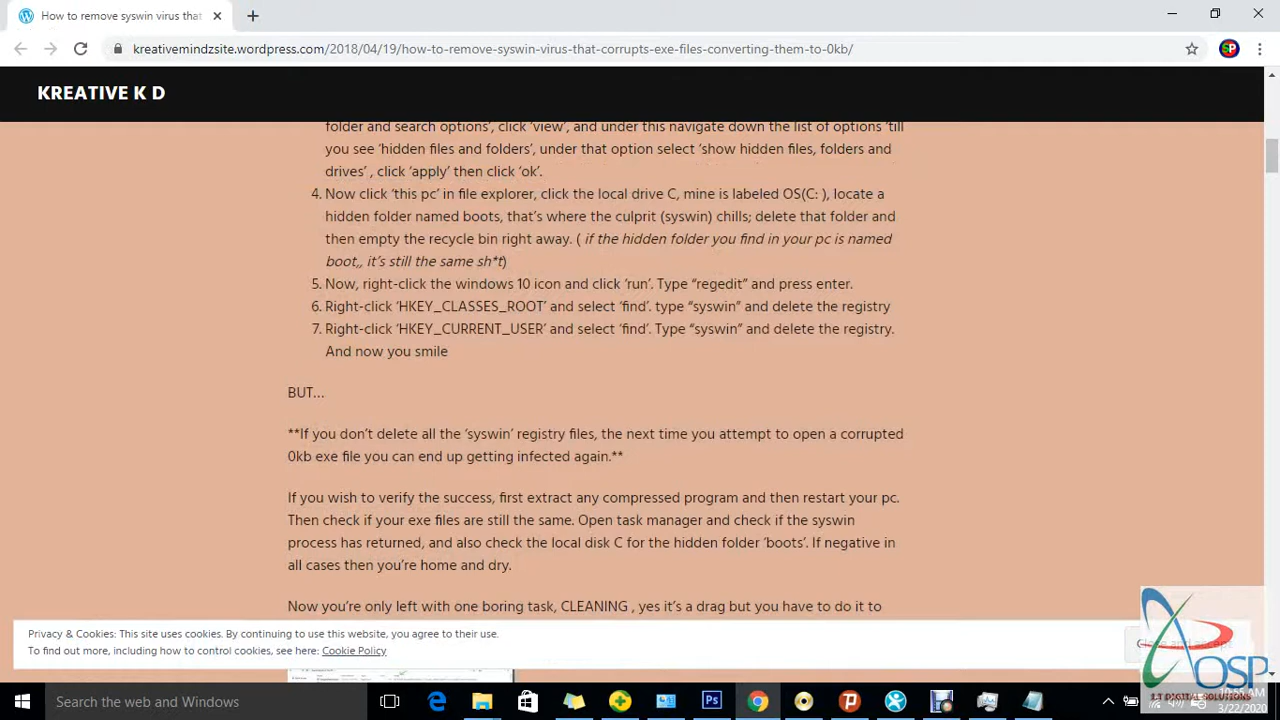 How to remove syswin virus that
kreativemindzsite.wordpress.com/2018/04/19/how-to-remove-syswin-virus-that-corrupts-exe-files-converting-them-to-0kb/
SP
KREATIVE K D
folder and search options’, click ‘view’, and under this navigate down the list of options ‘till
you see ‘hidden files and folders’, under that option select ‘show hidden files, folders and
drives’ , click ‘apply’ then click ‘ok’.
4. Now click ‘this pc’ in file explorer, click the local drive C, mine is labeled OS(C: ), locate a
hidden folder named boots, that’s where the culprit (syswin) chills; delete that folder and
then empty the recycle bin right away. ( if the hidden folder you find in your pc is named
boot,, it’s still the same sh*t)
5. Now, right-click the windows 10 icon and click ‘run’. Type “regedit” and press enter.
6. Right-click ‘HKEY_CLASSES_ROOT’ and select ‘find’. type “syswin” and delete the registry
7. Right-click ‘HKEY_CURRENT_USER’ and select ‘find’. Type “syswin” and delete the registry.
And now you smile
BUT…
**If you don’t delete all the ‘syswin’ registry files, the next time you attempt to open a corrupted
0kb exe file you can end up getting infected again.**
If you wish to verify the success, first extract any compressed program and then restart your pc.
Then check if your exe files are still the same. Open task manager and check if the syswin
process has returned, and also check the local disk C for the hidden folder ‘boots’. If negative in
all cases then you’re home and dry.
Now you’re only left with one boring task, CLEANING , yes it’s a drag but you have to do it to
Privacy & Cookies: This site uses cookies. By continuing to use this website, you agree to their use.
To find out more, including how to control cookies, see here: Cookie Policy
Close and accept
OSP
I.T DIGITAL SOLUTIONS
Search the web and Windows
10:55 AM
3/22/2020